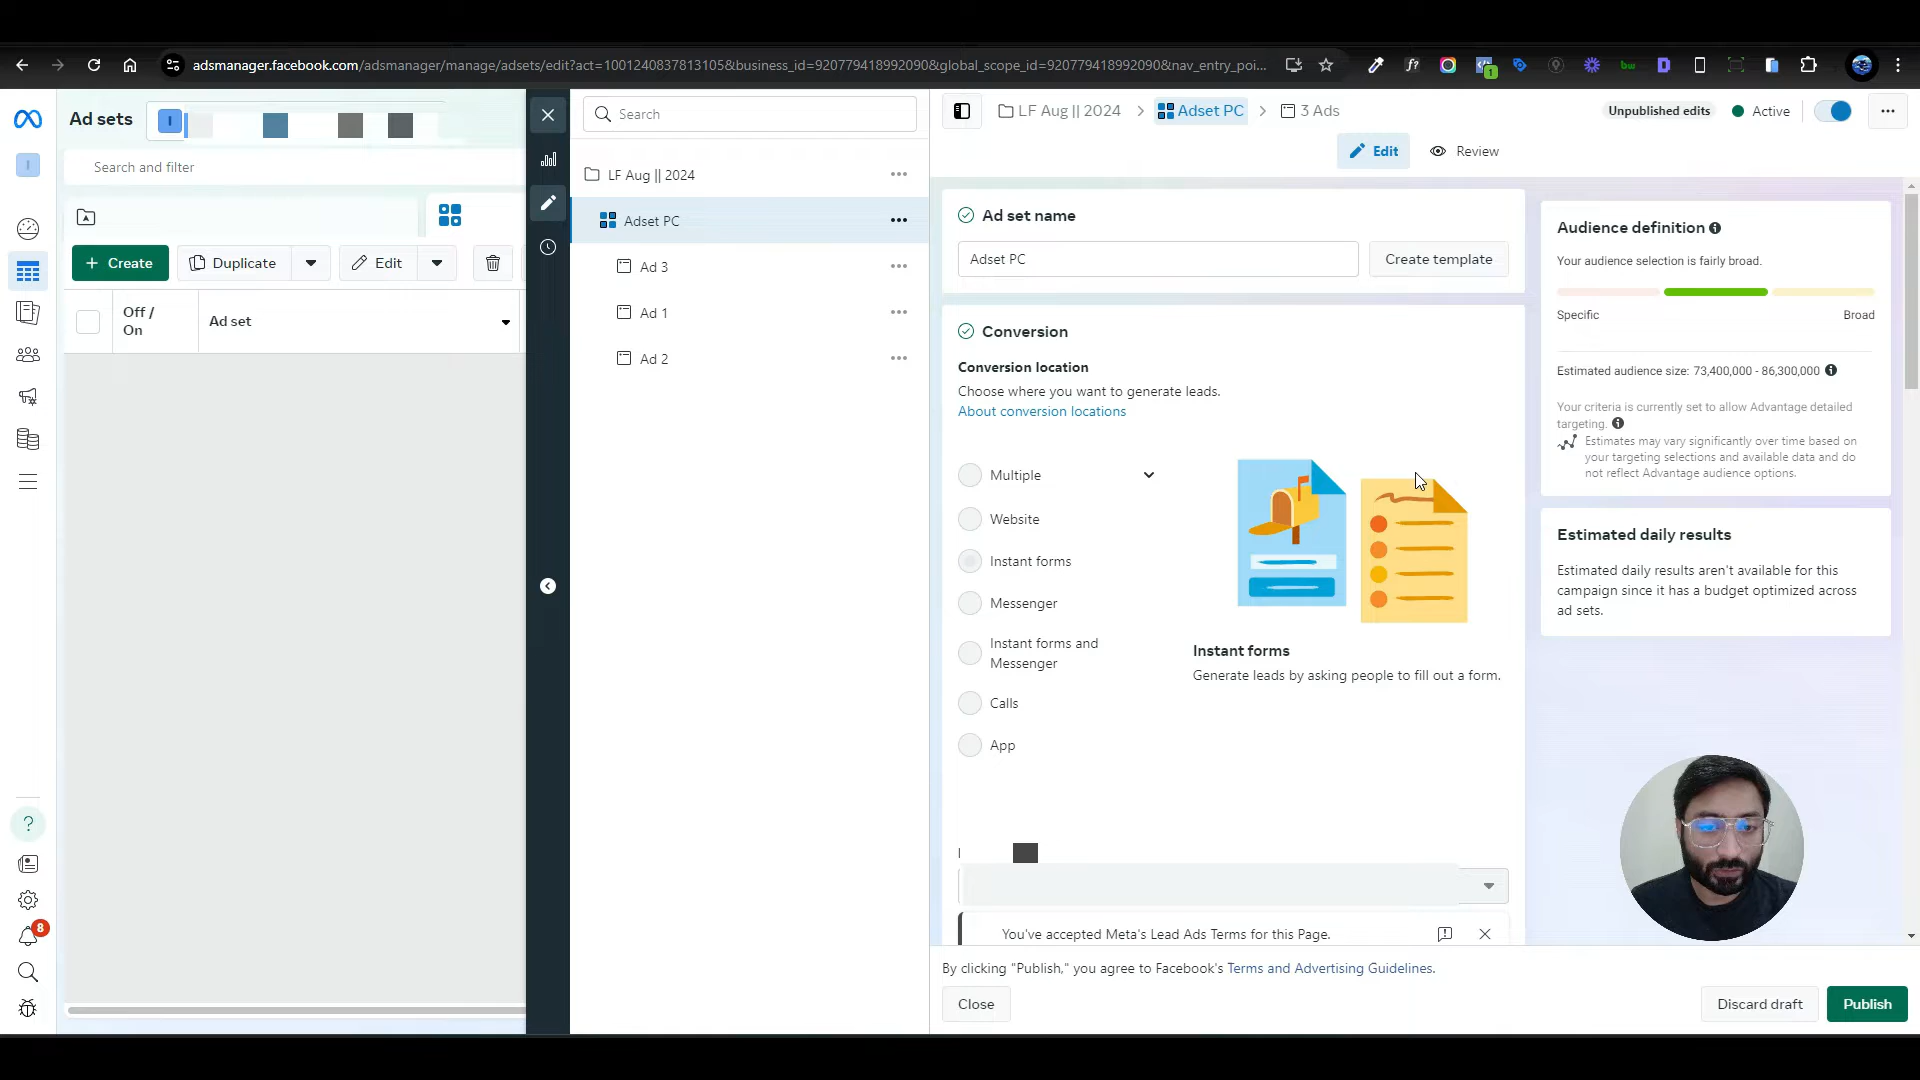 adsmanager.facebook.com/adsmanager/manage/adsets/edit?act=1001240837813105&business_id=920779418992090&global_scope_id=920779418992090&nav_entry_poi...
Ad sets
I
Search and filter
Create
Duplicate
Edit
Off / On
Ad set
8
Search
LF Aug || 2024
Adset PC
Ad 3
Ad 1
Ad 2
LF Aug || 2024
Adset PC
3 Ads
Unpublished edits
Active
Edit
Review
Ad set name
Adset PC
Create template
Conversion
Conversion location
Choose where you want to generate leads.
About conversion locations
Multiple
Website
Instant forms
Messenger
Instant forms and
Messenger
Calls
App
Instant forms
Generate leads by asking people to fill out a form.
You've accepted Meta's Lead Ads Terms for this Page.
By clicking "Publish," you agree to Facebook's Terms and Advertising Guidelines.
Close
Discard draft
Publish
Audience definition
Your audience selection is fairly broad.
Specific
Broad
Estimated audience size: 73,400,000 - 86,300,000
Your criteria is currently set to allow Advantage detailed
targeting.
Estimates may vary significantly over time based on
your targeting selections and available data and do
not reflect Advantage audience options.
Estimated daily results
Estimated daily results aren't available for this
campaign since it has a budget optimized across
ad sets.